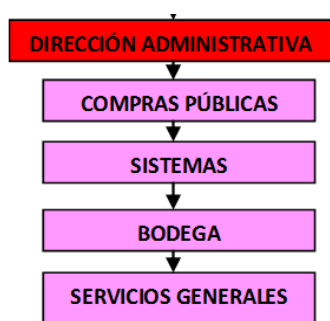 DIRECCIÓN ADMINISTRATIVA
COMPRAS PÚBLICAS
SISTEMAS
BODEGA
SERVICIOS GENERALES